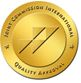 JOINT COMMISSION INTERNATIONAL
QUALITY APPROVAL